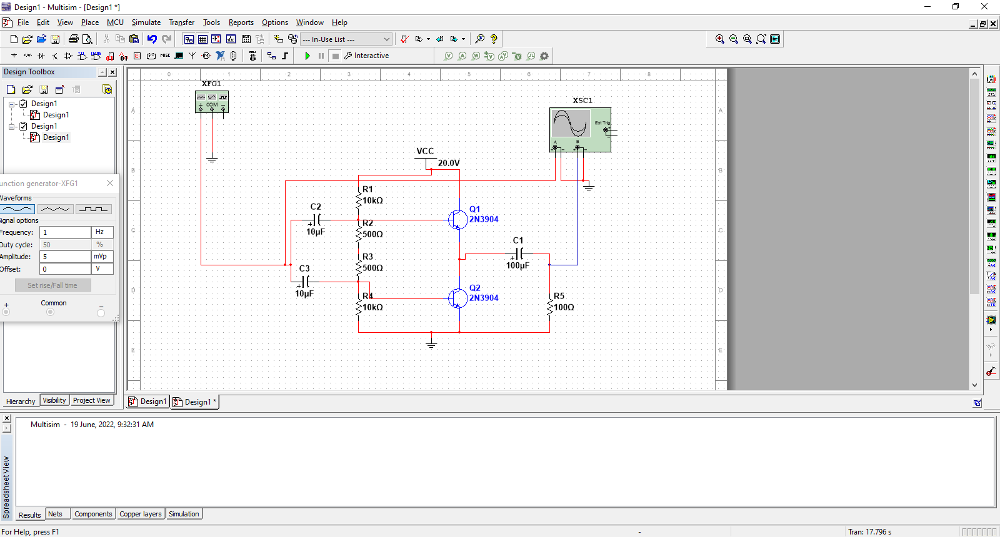 Design1 - Multisim - [Design1 *]
File Edit View Place MCU Simulate Transfer Tools Reports Options Window Help
--- In-Use List ---
Interactive
Design Toolbox
Design1
Design1
Design1
Design1
0 1 2 3 4 5 6 7 8
A
B
C
D
E
A
B
C
D
E
XFG1
+ COM −
XSC1
Ext Trig
+
−
A B
+ − + −
VCC
20.0V
R1
10kΩ
C2
+
10µF
R2
500Ω
R3
500Ω
C3
+
10µF
R4
10kΩ
Q1
2N3904
C1
+
100µF
Q2
2N3904
R5
100Ω
unction generator-XFG1
Waveforms
Signal options
Frequency: 1 Hz
Duty cycle: 50 %
Amplitude: 5 mVp
Offset: 0 V
Set rise/Fall time
+ Common −
Hierarchy Visibility Project View
Design1 Design1 *
Multisim - 19 June, 2022, 9:32:31 AM
Spreadsheet View
Results Nets Components Copper layers Simulation
For Help, press F1
-
Tran: 17.796 s